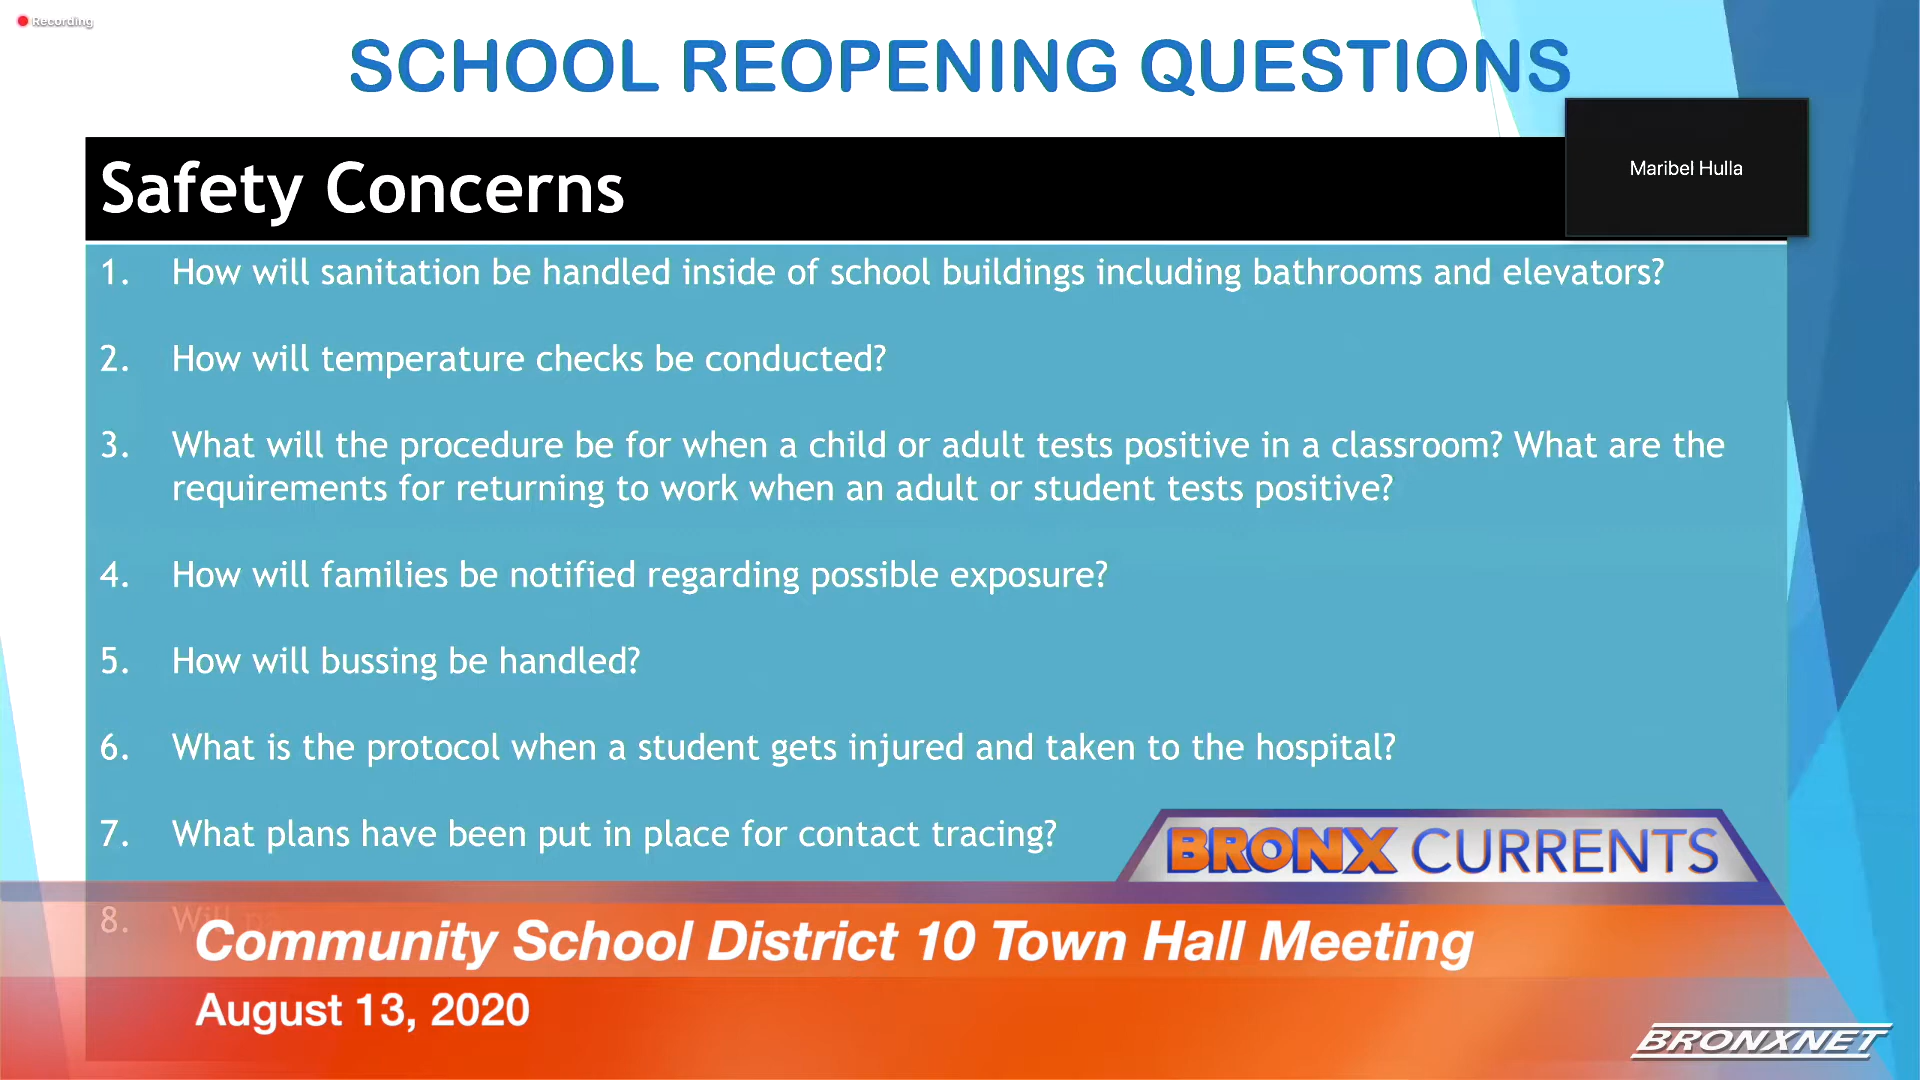 Recording
SCHOOL REOPENING QUESTIONS
Maribel Hulla
Safety Concerns
1. How will sanitation be handled inside of school buildings including bathrooms and elevators?
2. How will temperature checks be conducted?
3. What will the procedure be for when a child or adult tests positive in a classroom? What are the
requirements for returning to work when an adult or student tests positive?
4. How will families be notified regarding possible exposure?
5. How will bussing be handled?
6. What is the protocol when a student gets injured and taken to the hospital?
7. What plans have been put in place for contact tracing?
BRONX CURRENTS
8. Will
Community School District 10 Town Hall Meeting
August 13, 2020
BRONXNET